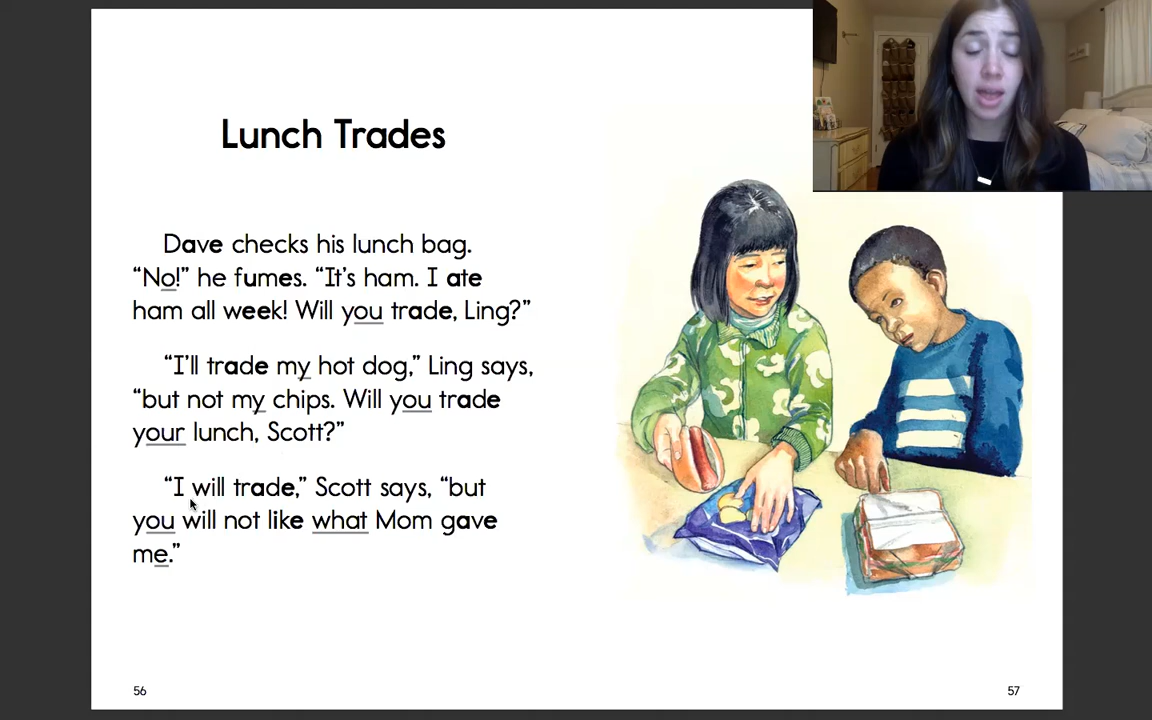 Lunch Trades
Dave checks his lunch bag.
“No!” he fumes. “It’s ham. I ate
ham all week! Will you trade, Ling?”
“I’ll trade my hot dog,” Ling says,
“but not my chips. Will you trade
your lunch, Scott?”
“I will trade,” Scott says, “but
you will not like what Mom gave
me.”
56
57